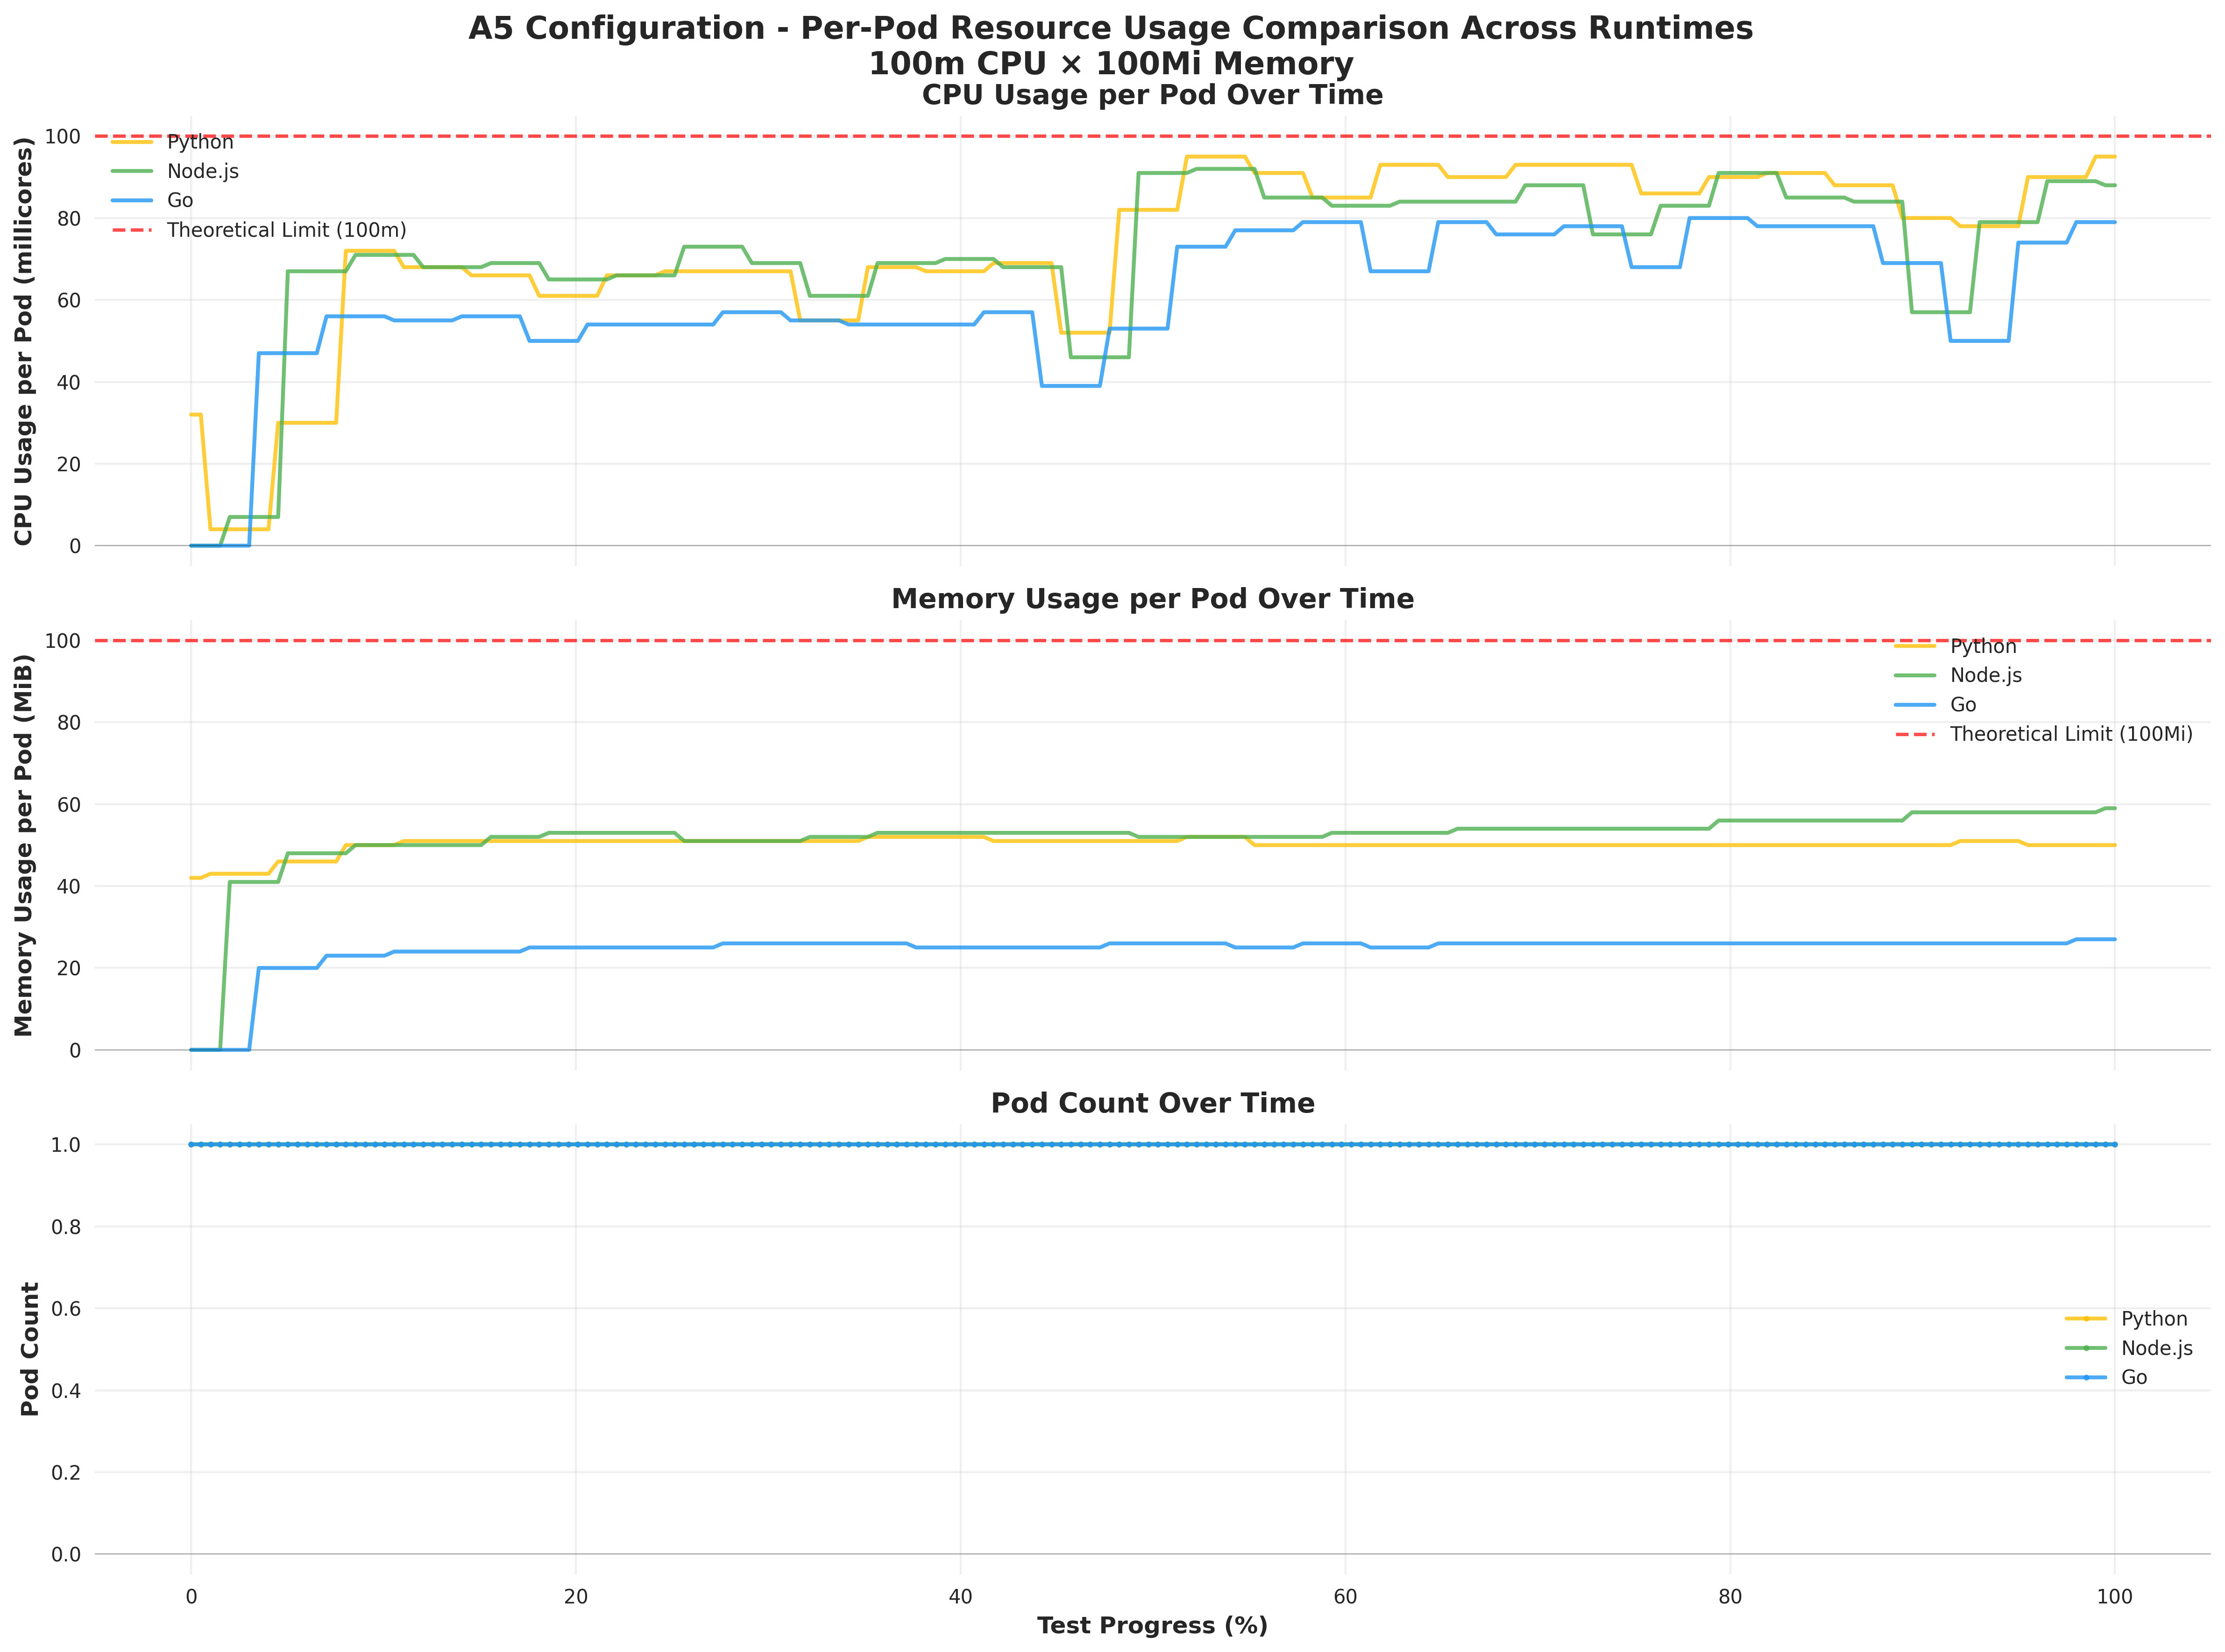 A5 Configuration - Per-Pod Resource Usage Comparison Across Runtimes
100m CPU × 100Mi Memory
CPU Usage per Pod Over Time
CPU Usage per Pod (millicores)
100
80
60
40
20
0
Python
Node.js
Go
Theoretical Limit (100m)
Memory Usage per Pod Over Time
Memory Usage per Pod (MiB)
100
80
60
40
20
0
Python
Node.js
Go
Theoretical Limit (100Mi)
Pod Count Over Time
Pod Count
1.0
0.8
0.6
0.4
0.2
0.0
Python
Node.js
Go
0 20 40 60 80 100
Test Progress (%)